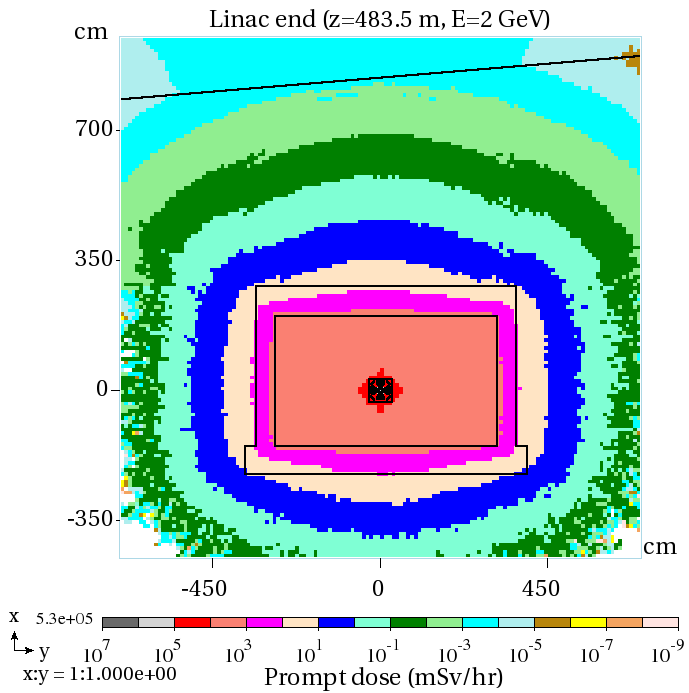 Linac end (z=483.5 m, E=2 GeV)
cm
700
350
0
-350
cm
-450 0 450
x
y
5.3e+05
10^7 10^5 10^3 10^1 10^-1 10^-3 10^-5 10^-7 10^-9
x:y = 1:1.000e+00
Prompt dose (mSv/hr)